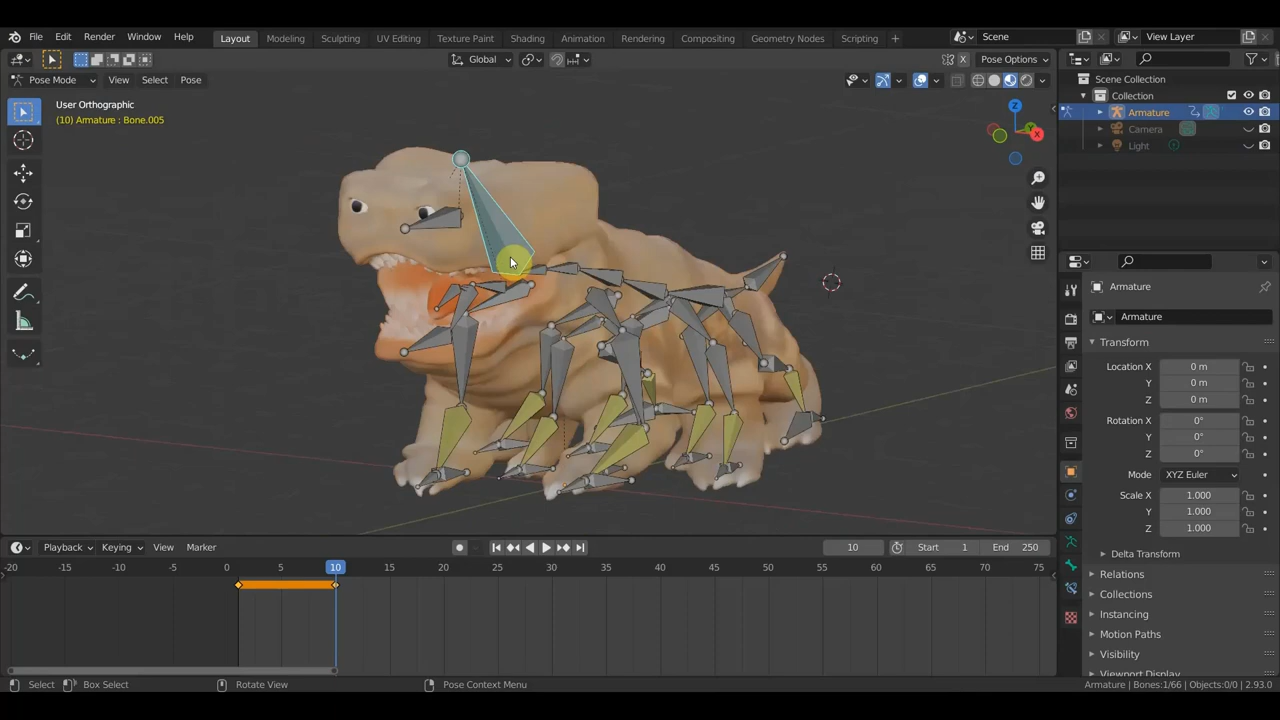 File Edit Render Window Help Layout Modeling Sculpting UV Editing Texture Paint Shading Animation Rendering Compositing Geometry Nodes Scripting + Scene View Layer
Global Pose Options
Pose Mode View Select Pose
User Orthographic
(10) Armature : Bone.005
Z
Y
X
Scene Collection
Collection
Armature
Camera
Light
Armature
Armature
Transform
Location X 0 m
Y 0 m
Z 0 m
Rotation X 0°
Y 0°
Z 0°
Mode XYZ Euler
Scale X 1.000
Y 1.000
Z 1.000
Delta Transform
Relations
Collections
Instancing
Motion Paths
Visibility
Viewport Display
Playback Keying View Marker 10 Start 1 End 250
-20 -15 -10 -5 0 5 10 15 20 25 30 35 40 45 50 55 60 65 70 75
Select Box Select Rotate View Pose Context Menu Armature | Bones:1/66 | Objects:0/0 | 2.93.0